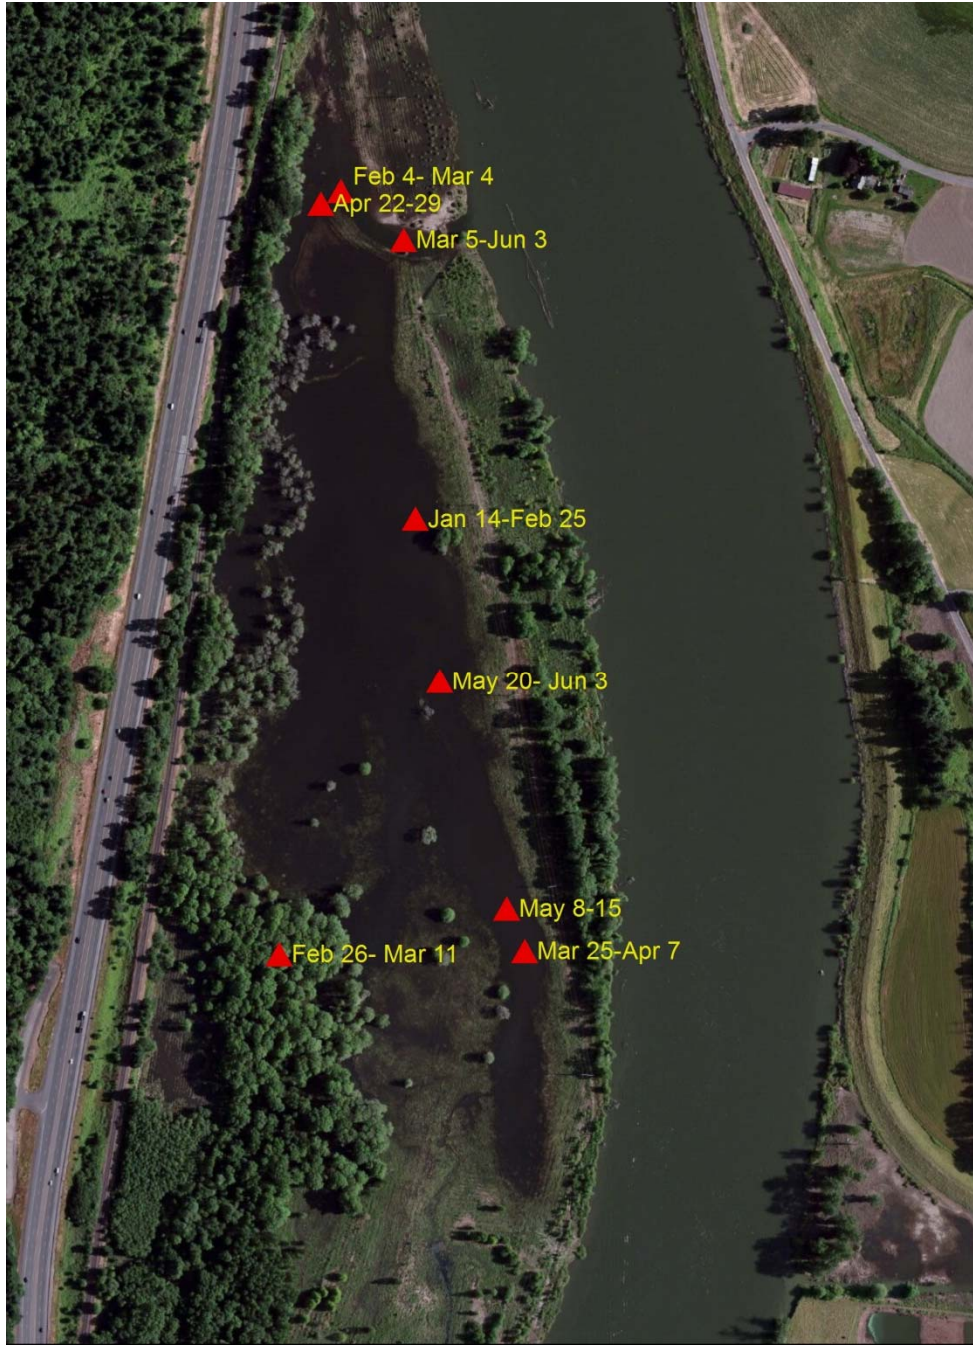 Feb 4- Mar 4
Apr 22-29
Mar 5-Jun 3
Jan 14-Feb 25
May 20- Jun 3
May 8-15
Mar 25-Apr 7
Feb 26- Mar 11